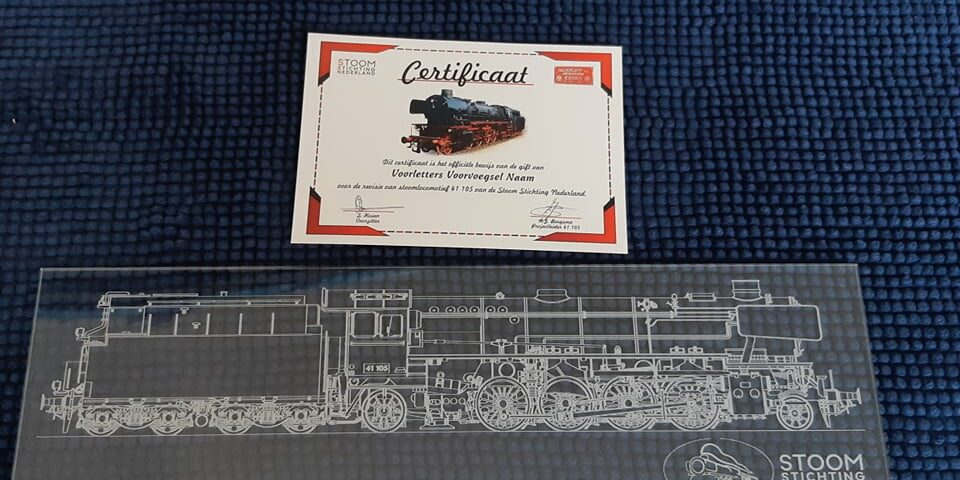 STOOM
STICHTING
NEDERLAND
Certificaat
Dit certificaat is het officiële bewijs van de gift van
Voorletters Voorvoegsel Naam
voor de revisie van stoomlocomotief 41 105 van de Stoom Stichting Nederland.
Voorzitter
Projectleider 41 105
41 105
STOOM
STICHTING